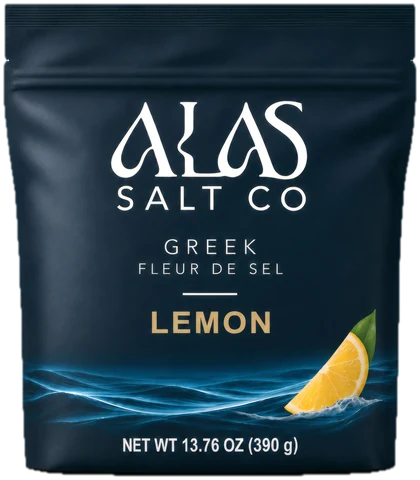 ALAS
SALT CO
GREEK
FLEUR DE SEL
LEMON
NET WT 13.76 OZ (390 g)